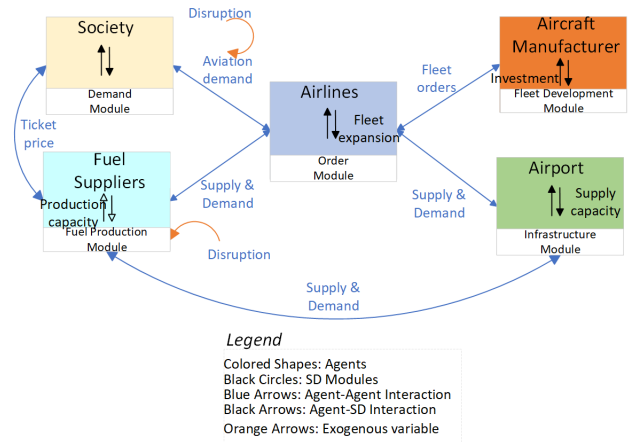 Disruption
Society
Demand
Module
Aviation
demand
Airlines
Fleet
expansion
Order
Module
Fleet
orders
Aircraft
Manufacturer
Investment
Fleet Development
Module
Ticket
price
Fuel
Suppliers
Production
capacity
Fuel Production
Module
Supply &
Demand
Disruption
Supply &
Demand
Airport
Supply
capacity
Infrastructure
Module
Supply &
Demand
Legend
Colored Shapes: Agents
Black Circles: SD Modules
Blue Arrows: Agent-Agent Interaction
Black Arrows: Agent-SD Interaction
Orange Arrows: Exogenous variable